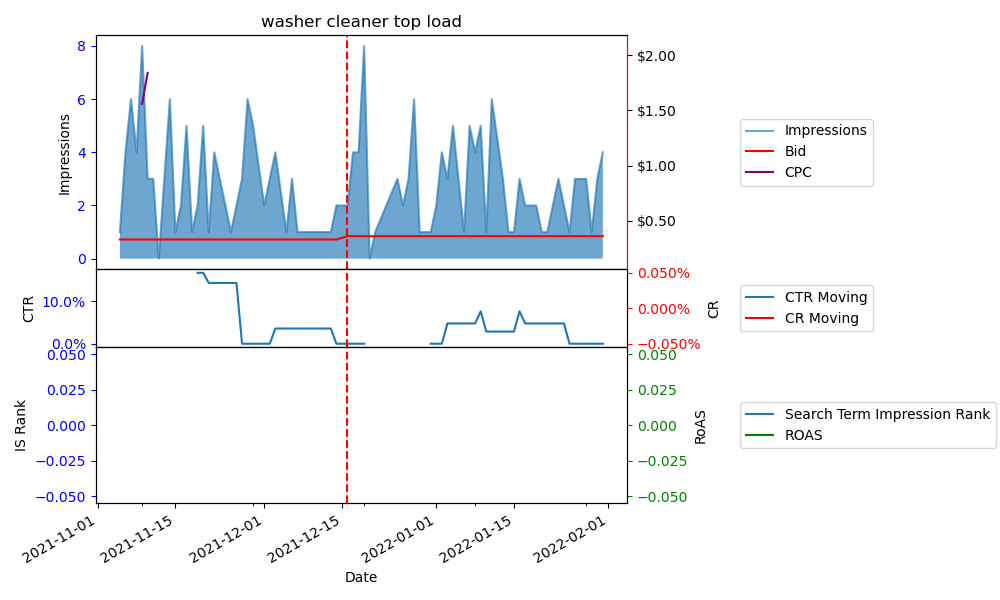 washer cleaner top load
8
6
4
2
0
Impressions
$2.00
$1.50
$1.00
$0.50
Impressions
Bid
CPC
10.0%
0.0%
CTR
0.050%
0.000%
−0.050%
CR
CTR Moving
CR Moving
0.050
0.025
0.000
−0.025
−0.050
IS Rank
0.050
0.025
0.000
−0.025
−0.050
RoAS
Search Term Impression Rank
ROAS
2021-11-01
2021-11-15
2021-12-01
2021-12-15
2022-01-01
2022-01-15
2022-02-01
Date